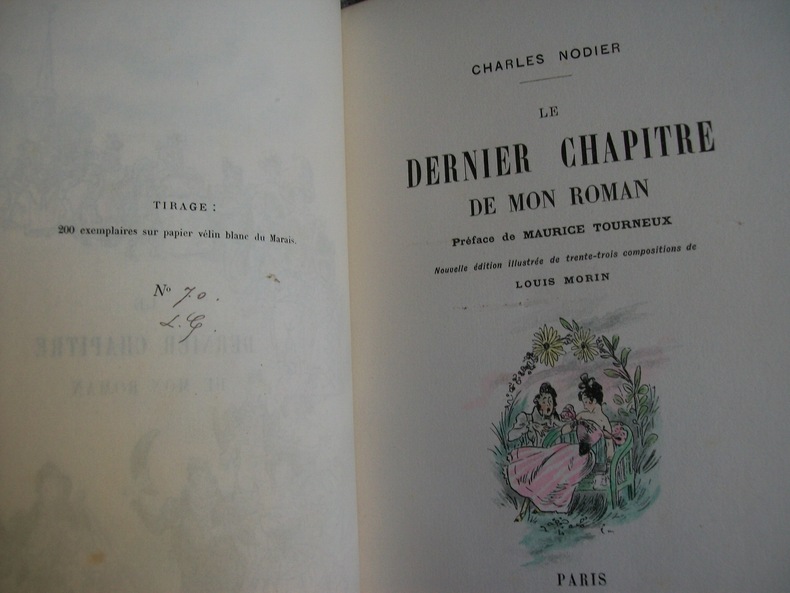 TIRAGE :
200 exemplaires sur papier vélin blanc du Marais.
No 70.
L. C.
CHARLES NODIER
LE
DERNIER CHAPITRE
DE MON ROMAN
Préface de MAURICE TOURNEUX
Nouvelle édition illustrée de trente-trois compositions de
LOUIS MORIN
PARIS